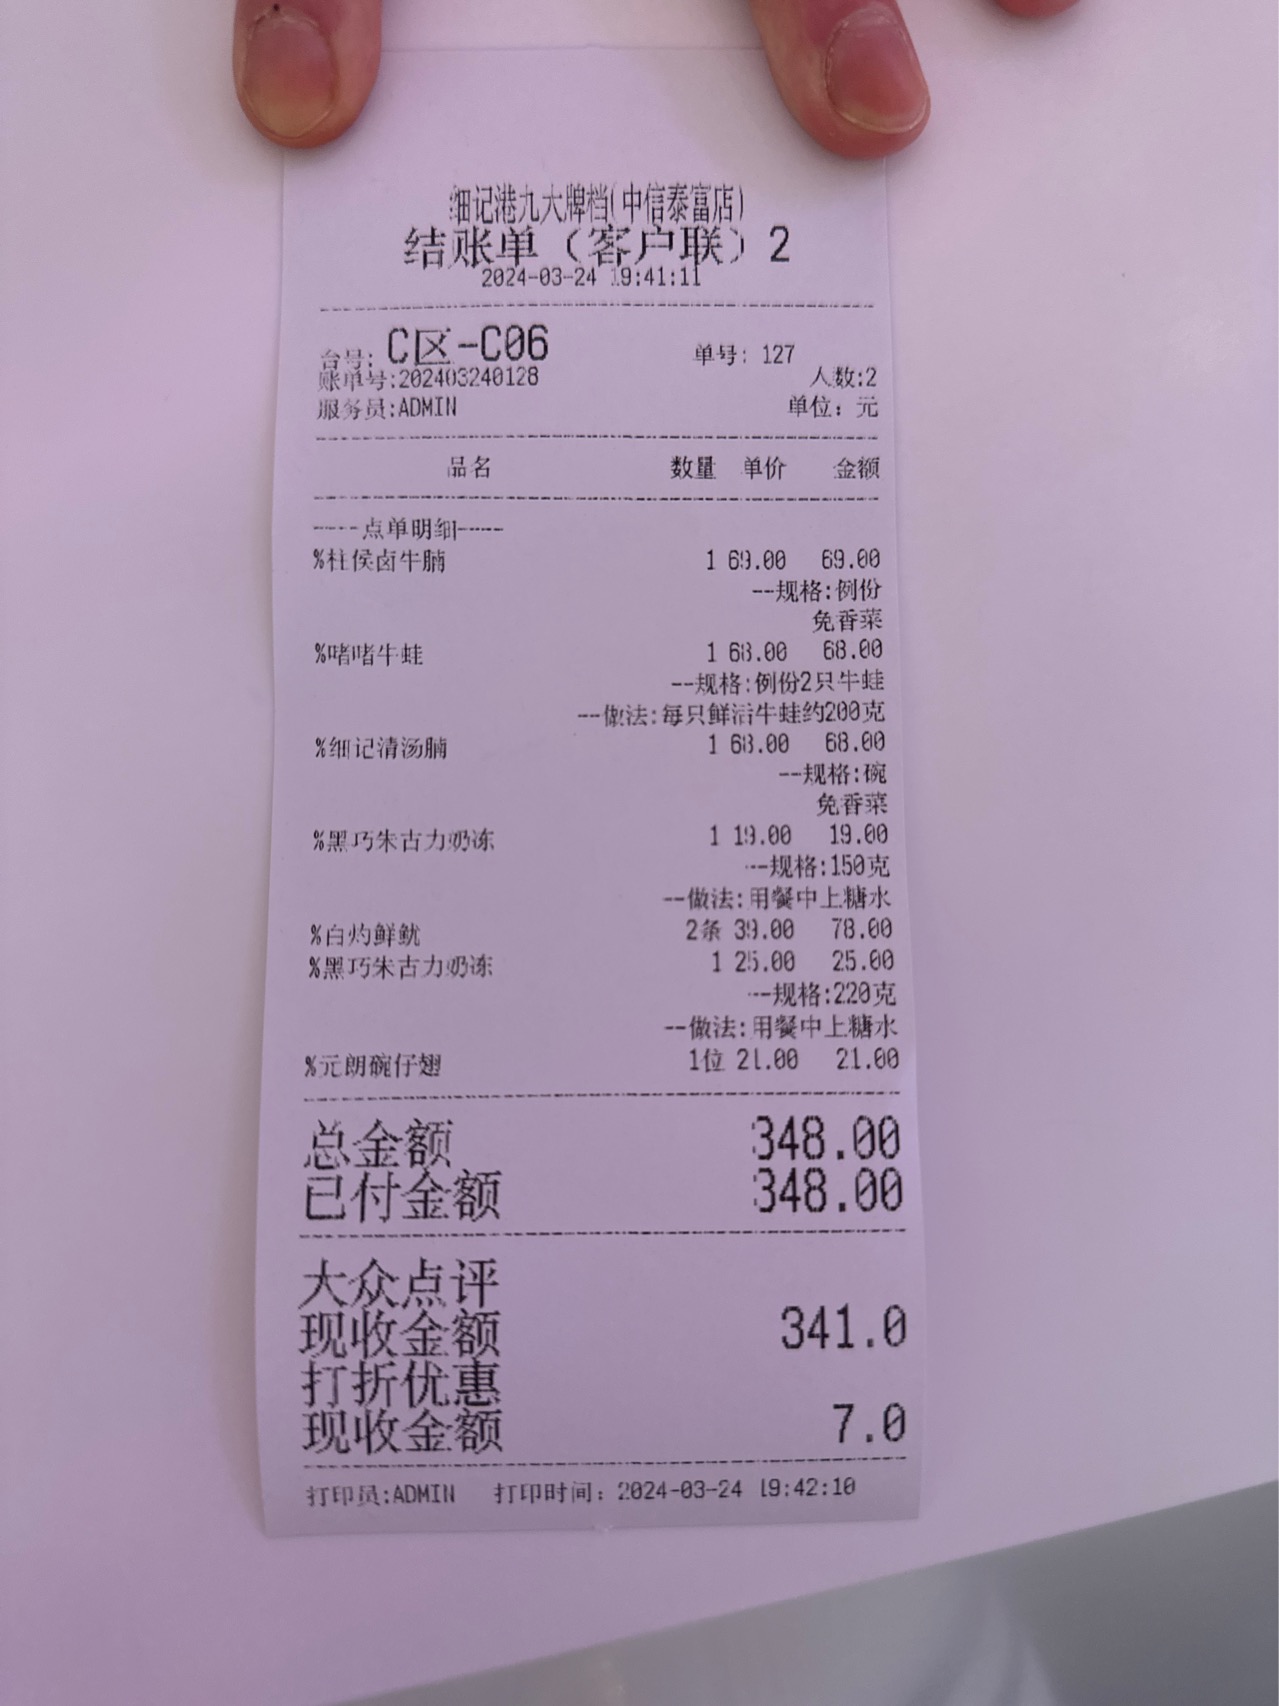 细记港九大牌档(中信泰富店)
结账单（客户联）2
2024-03-24 19:41:11
台号: C区-C06 单号: 127
账单号:202403240128 人数:2
服务员:ADMIN 单位: 元
品名 数量 单价 金额
-----点单明细-----
%柱侯卤牛腩 1 69.00 69.00
--规格:例份
免香菜
%啫啫牛蛙 1 68.00 68.00
--规格:例份2只牛蛙
--做法:每只鲜活牛蛙约200克
%细记清汤腩 1 68.00 68.00
--规格:碗
免香菜
%黑巧朱古力奶冻 1 19.00 19.00
--规格:150克
--做法:用餐中上糖水
%白灼鲜鱿 2条 39.00 78.00
%黑巧朱古力奶冻 1 25.00 25.00
--规格:220克
--做法:用餐中上糖水
%元朗碗仔翅 1位 21.00 21.00
总金额 348.00
已付金额 348.00
大众点评
现收金额 341.0
打折优惠
现收金额 7.0
打印员:ADMIN 打印时间: 2024-03-24 19:42:10